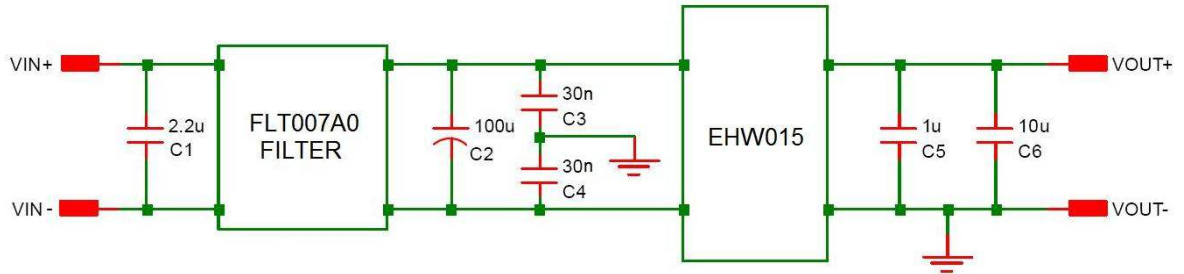 VIN+
2.2u
C1
VIN-
FLT007A0
FILTER
100u
C2
30n
C3
30n
C4
EHW015
1u
C5
10u
C6
VOUT+
VOUT-